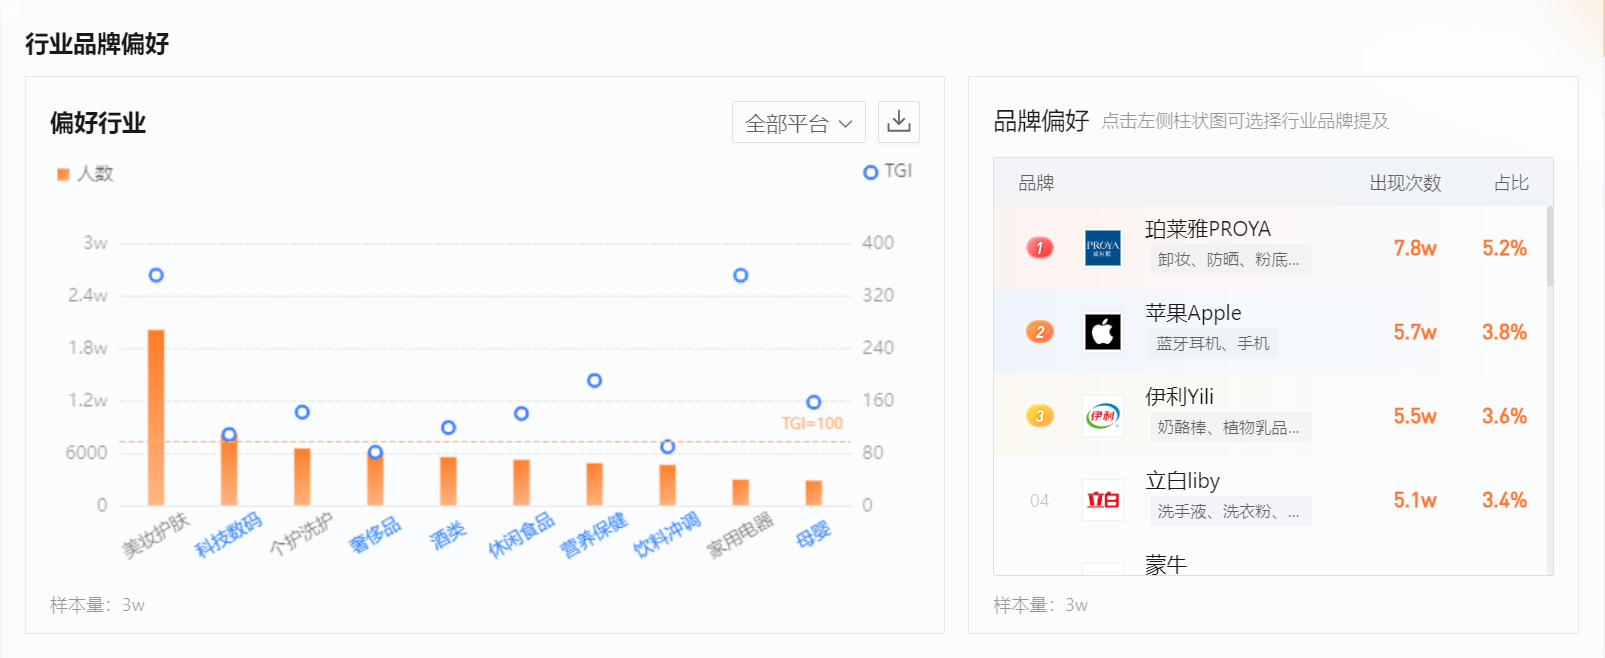 行业品牌偏好
偏好行业
全部平台
人数
TGI
3w
400
2.4w
320
1.8w
240
1.2w
160
TGI=100
6000
80
0
0
美妆护肤
科技数码
个护洗护
奢侈品
酒类
休闲食品
营养保健
饮料冲调
家用电器
母婴
样本量：3w
品牌偏好 点击左侧柱状图可选择行业品牌提及
品牌 出现次数 占比
1 PROYA 珀莱雅PROYA 7.8w 5.2%
卸妆、防晒、粉底...
2 苹果Apple 5.7w 3.8%
蓝牙耳机、手机
3 伊利 伊利Yili 5.5w 3.6%
奶酪棒、植物乳品...
04 立白 立白liby 5.1w 3.4%
洗手液、洗衣粉、...
蒙牛
样本量：3w